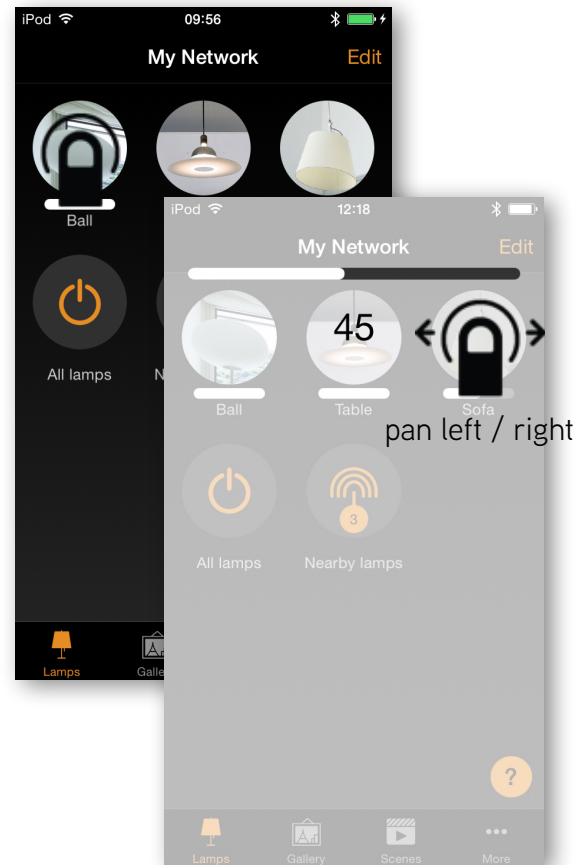 iPod 09:56
My Network Edit
Ball
All lamps N
Lamps Galle
iPod 12:18
My Network Edit
45
Ball Table Sofa
pan left / right
3
All lamps Nearby lamps
?
Lamps Gallery Scenes More